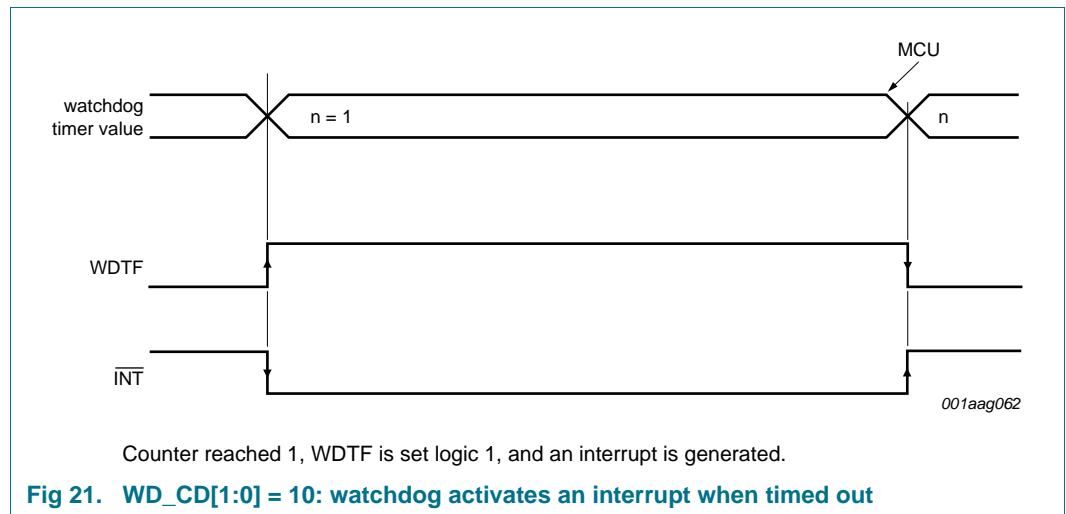 MCU
watchdog
timer value
n = 1
n
WDTF
INT
001aag062
Counter reached 1, WDTF is set logic 1, and an interrupt is generated.
Fig 21. WD_CD[1:0] = 10: watchdog activates an interrupt when timed out